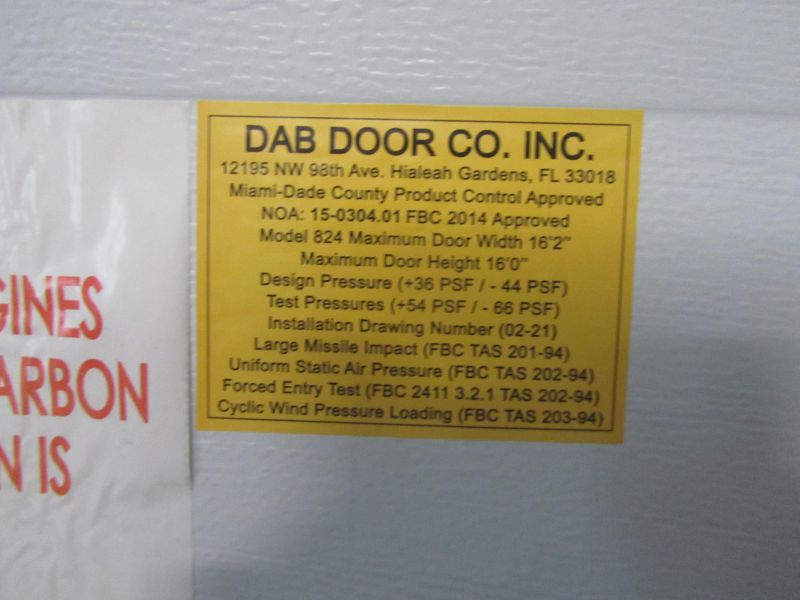 DAB DOOR CO. INC.
12195 NW 98th Ave. Hialeah Gardens, FL 33018
Miami-Dade County Product Control Approved
NOA: 15-0304.01 FBC 2014 Approved
Model 824 Maximum Door Width 16'2"
Maximum Door Height 16'0"
Design Pressure (+36 PSF / - 44 PSF)
Test Pressures (+54 PSF / - 66 PSF)
Installation Drawing Number (02-21)
Large Missile Impact (FBC TAS 201-94)
Uniform Static Air Pressure (FBC TAS 202-94)
Forced Entry Test (FBC 2411 3.2.1 TAS 202-94)
Cyclic Wind Pressure Loading (FBC TAS 203-94)
GINES
ARBON
N IS